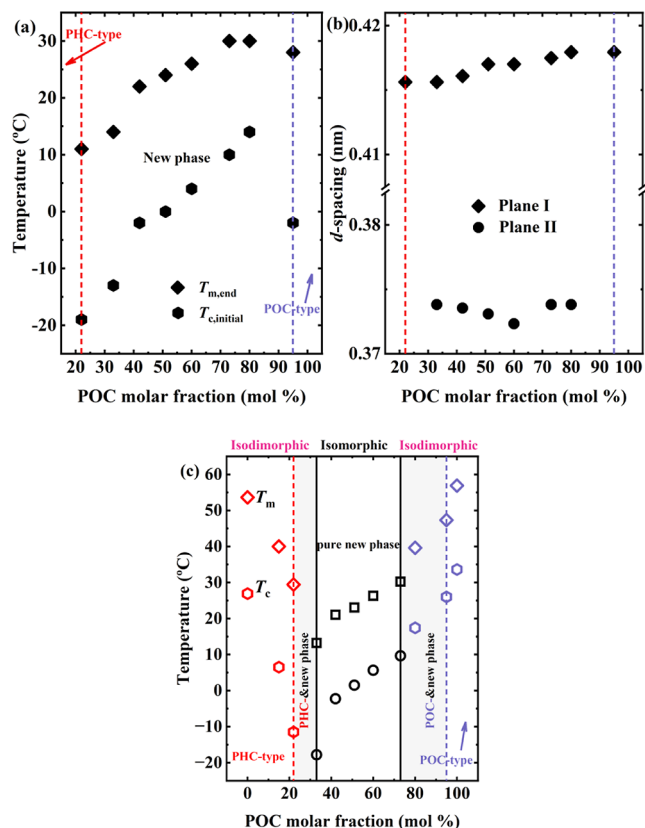 (a)
PHC-type
New phase
T_m,end
T_c,initial
POC-type
30
20
10
0
-10
-20
Temperature (°C)
20 30 40 50 60 70 80 90 100
POC molar fraction (mol %)
(b)
0.42
0.41
0.38
0.37
d-spacing (nm)
Plane I
Plane II
20 30 40 50 60 70 80 90 100
POC molar fraction (mol %)
(c)
Isodimorphic Isomorphic Isodimorphic
60
50
40
30
20
10
0
−10
−20
Temperature (°C)
T_m
T_c
pure new phase
PHC-&new phase
POC-&new phase
PHC-type
POC-type
0 20 40 60 80 100
POC molar fraction (mol %)